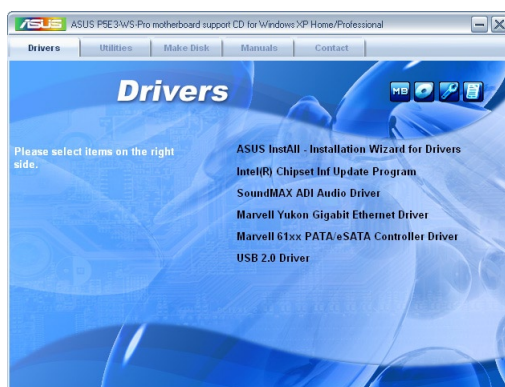 ASUS ASUS P5E3-WS-Pro motherboard support CD for Windows XP Home/Professional
Drivers Utilities Make Disk Manuals Contact
Drivers
MB
Please select items on the right
side.
ASUS InstAll - Installation Wizard for Drivers
Intel(R) Chipset Inf Update Program
SoundMAX ADI Audio Driver
Marvell Yukon Gigabit Ethernet Driver
Marvell 61xx PATA/eSATA Controller Driver
USB 2.0 Driver